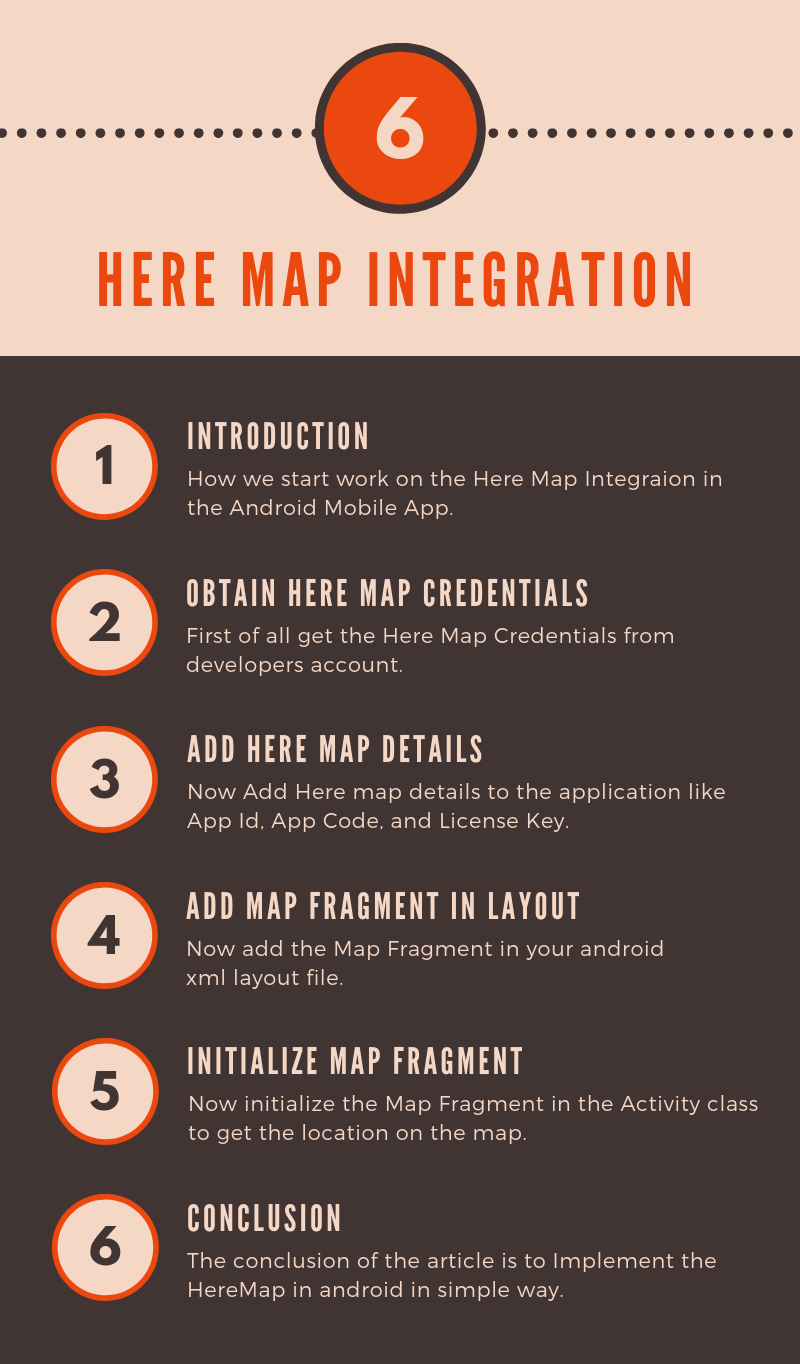 6
HERE MAP INTEGRATION
1
INTRODUCTION
How we start work on the Here Map Integraion in
the Android Mobile App.
2
OBTAIN HERE MAP CREDENTIALS
First of all get the Here Map Credentials from
developers account.
3
ADD HERE MAP DETAILS
Now Add Here map details to the application like
App Id, App Code, and License Key.
4
ADD MAP FRAGMENT IN LAYOUT
Now add the Map Fragment in your android
xml layout file.
5
INITIALIZE MAP FRAGMENT
Now initialize the Map Fragment in the Activity class
to get the location on the map.
6
CONCLUSION
The conclusion of the article is to Implement the
HereMap in android in simple way.